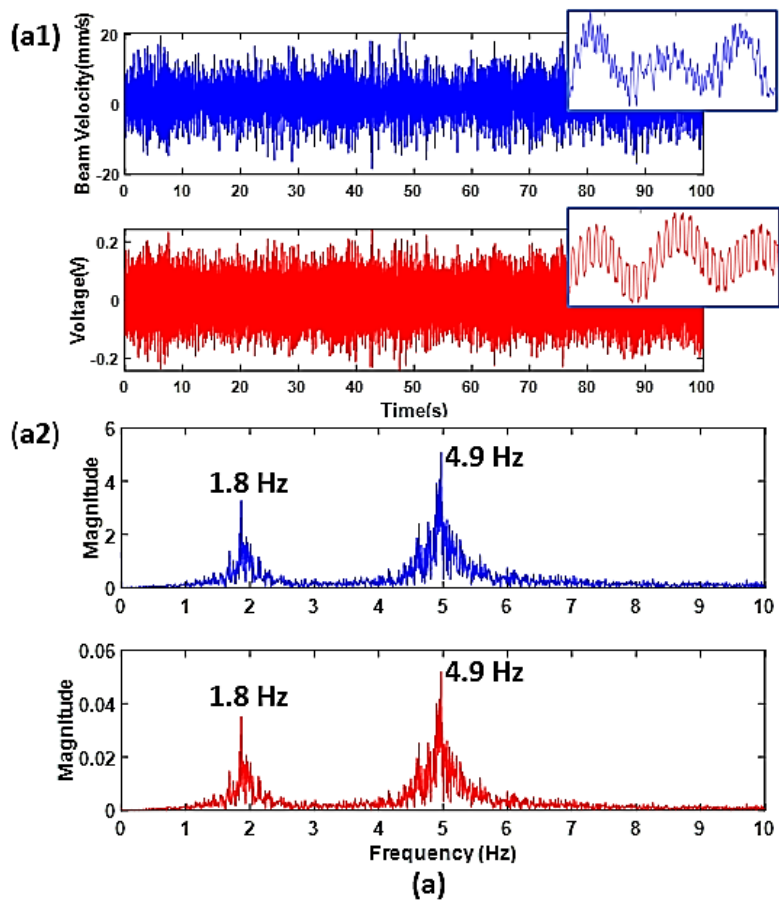 (a1)
Beam Velocity(mm/s)
20
0
-20
0 10 20 30 40 50 60 70 80 90 100
Voltage(V)
0.2
0
-0.2
0 10 20 30 40 50 60 70 80 90 100
Time(s)
(a2)
Magnitude
6
4
2
0
1.8 Hz
4.9 Hz
0 1 2 3 4 5 6 7 8 9 10
Magnitude
0.06
0.04
0.02
0
1.8 Hz
4.9 Hz
0 1 2 3 4 5 6 7 8 9 10
Frequency (Hz)
(a)